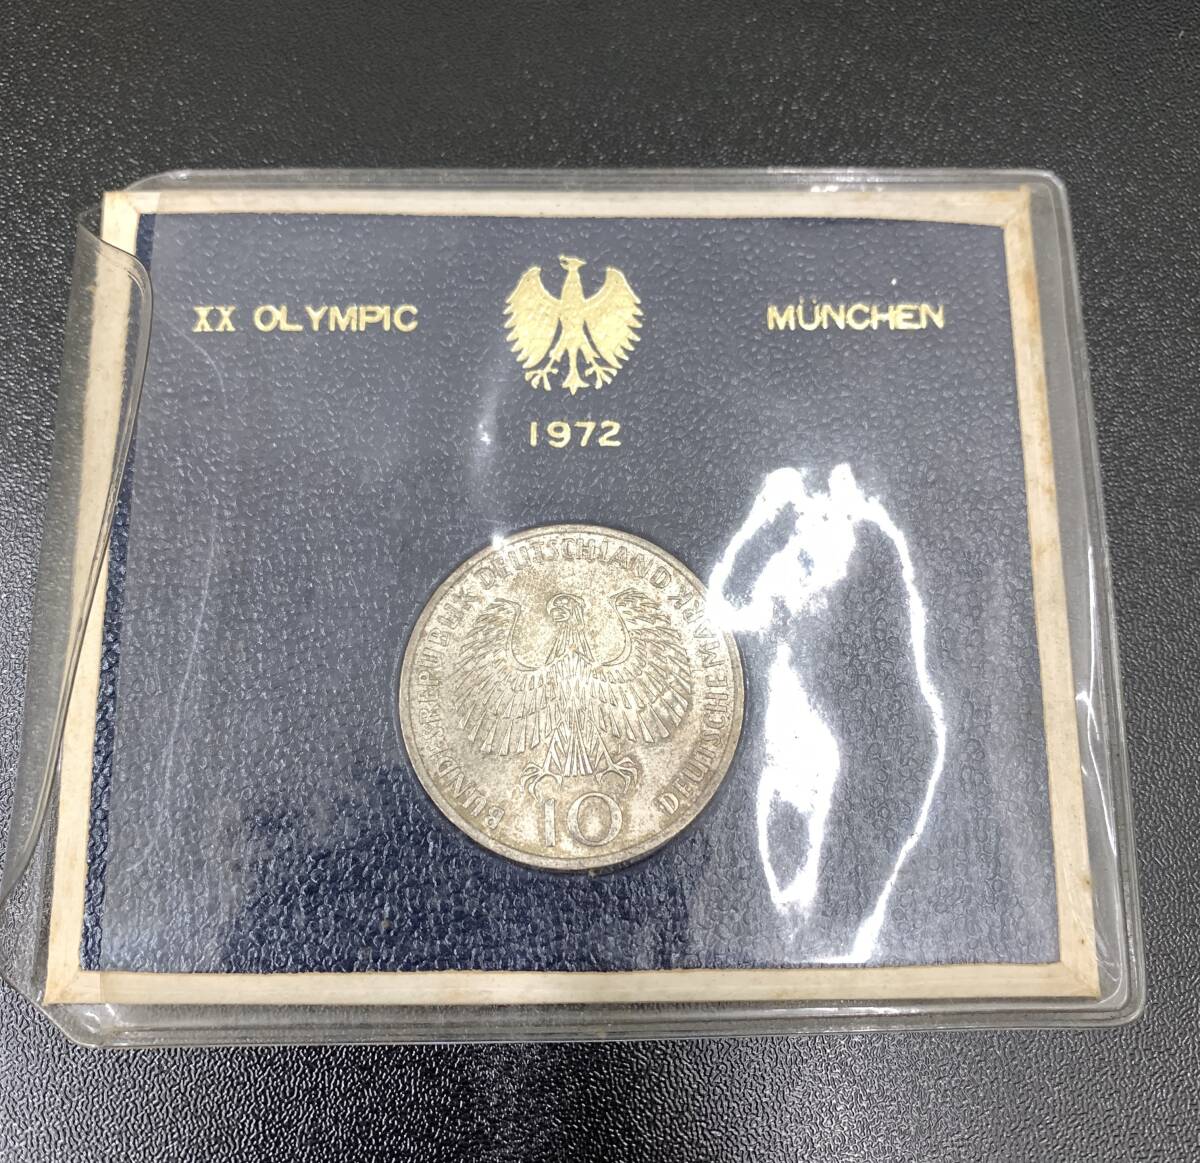 XX OLYMPIC
MÜNCHEN
1972
BUNDESREPUBLIK DEUTSCHLAND
10
DEUTSCHE MARK